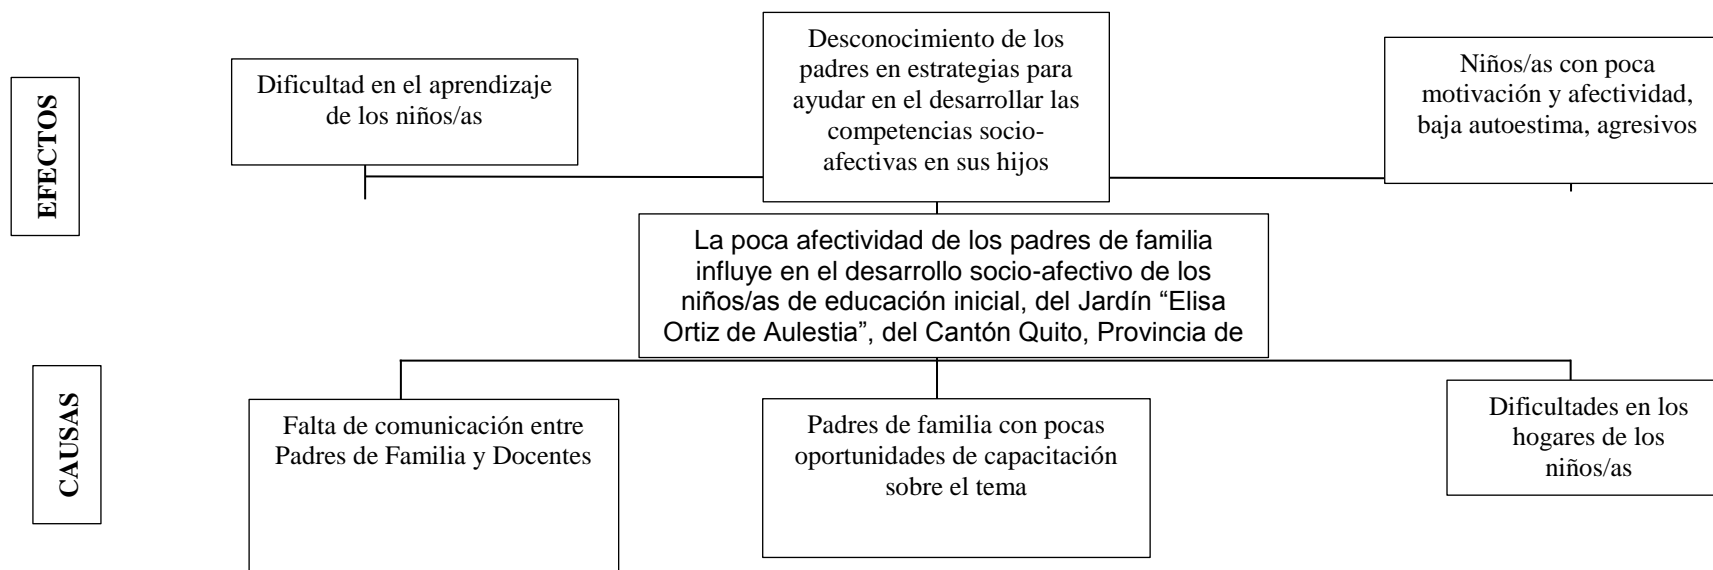 EFECTOS
Dificultad en el aprendizaje
de los niños/as
Desconocimiento de los
padres en estrategias para
ayudar en el desarrollar las
competencias socio-
afectivas en sus hijos
Niños/as con poca
motivación y afectividad,
baja autoestima, agresivos
La poca afectividad de los padres de familia
influye en el desarrollo socio-afectivo de los
niños/as de educación inicial, del Jardín “Elisa
Ortiz de Aulestia”, del Cantón Quito, Provincia de
CAUSAS
Falta de comunicación entre
Padres de Familia y Docentes
Padres de familia con pocas
oportunidades de capacitación
sobre el tema
Dificultades en los
hogares de los
niños/as